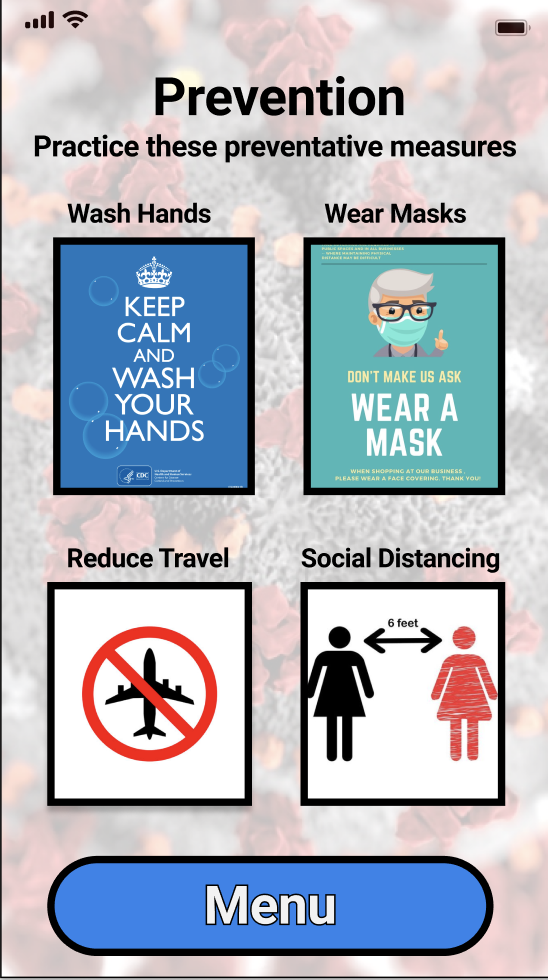 Prevention
Practice these preventative measures
Wash Hands
Wear Masks
KEEP
CALM
AND
WASH
YOUR
HANDS
CDC
PUBLIC SPACES AND IN ALL BUSINESSES
WHERE MAINTAINING PHYSICAL
DISTANCE MAY BE DIFFICULT
DON'T MAKE US ASK
WEAR A
MASK
WHEN SHOPPING AT OUR BUSINESS,
PLEASE WEAR A FACE COVERING. THANK YOU!
Reduce Travel
Social Distancing
6 feet
Menu